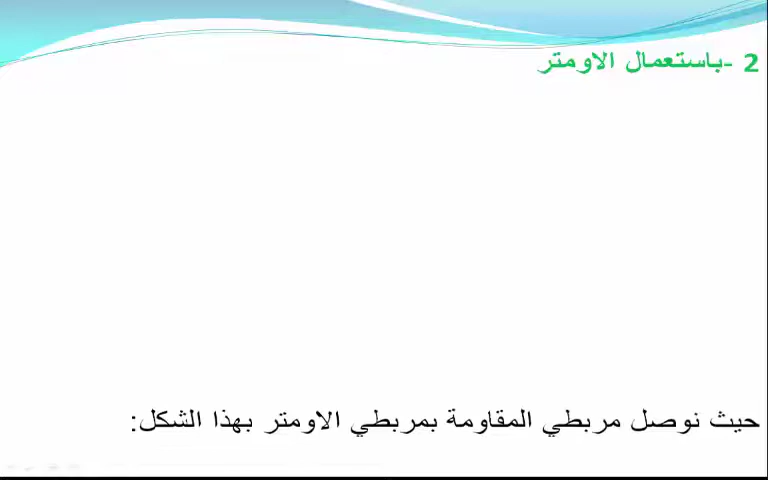 2 -باستعمال الاومتر
حيث نوصل مربطي المقاومة بمربطي الاومتر بهذا الشكل: